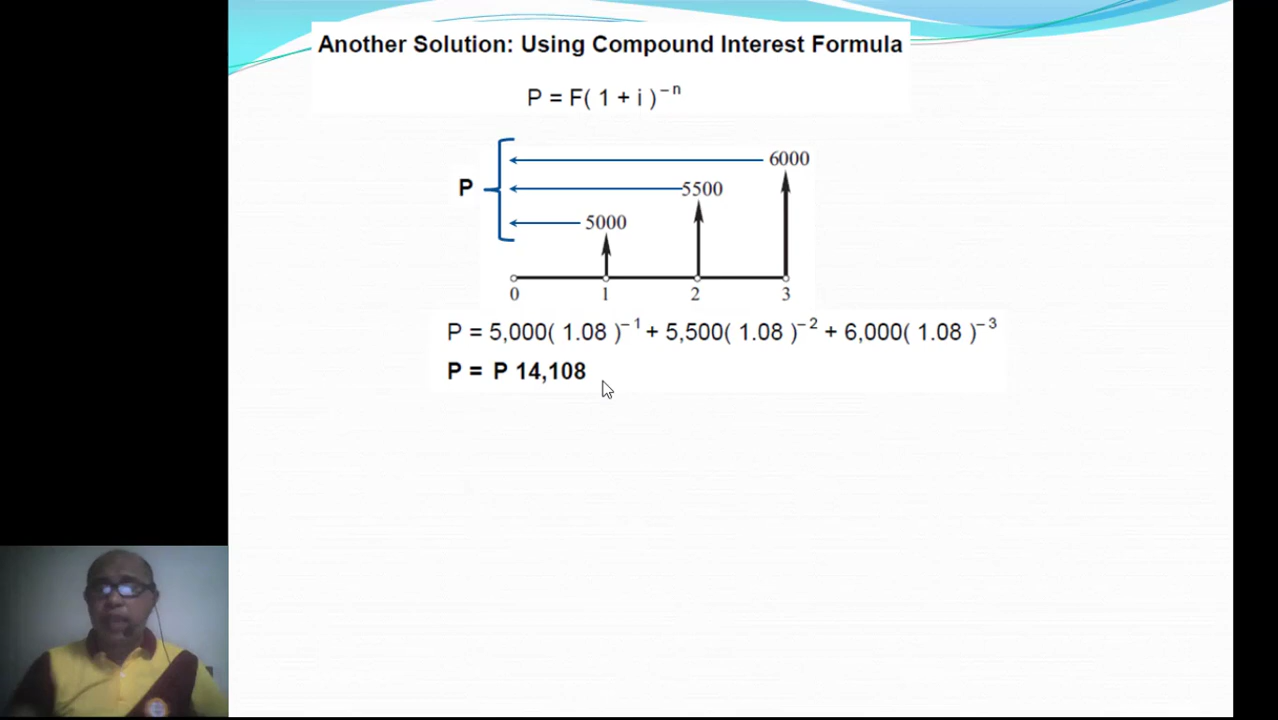 Another Solution: Using Compound Interest Formula
P = F( 1 + i )⁻ⁿ
6000
P
5500
5000
0 1 2 3
P = 5,000( 1.08 )⁻¹ + 5,500( 1.08 )⁻² + 6,000( 1.08 )⁻³
P = P 14,108